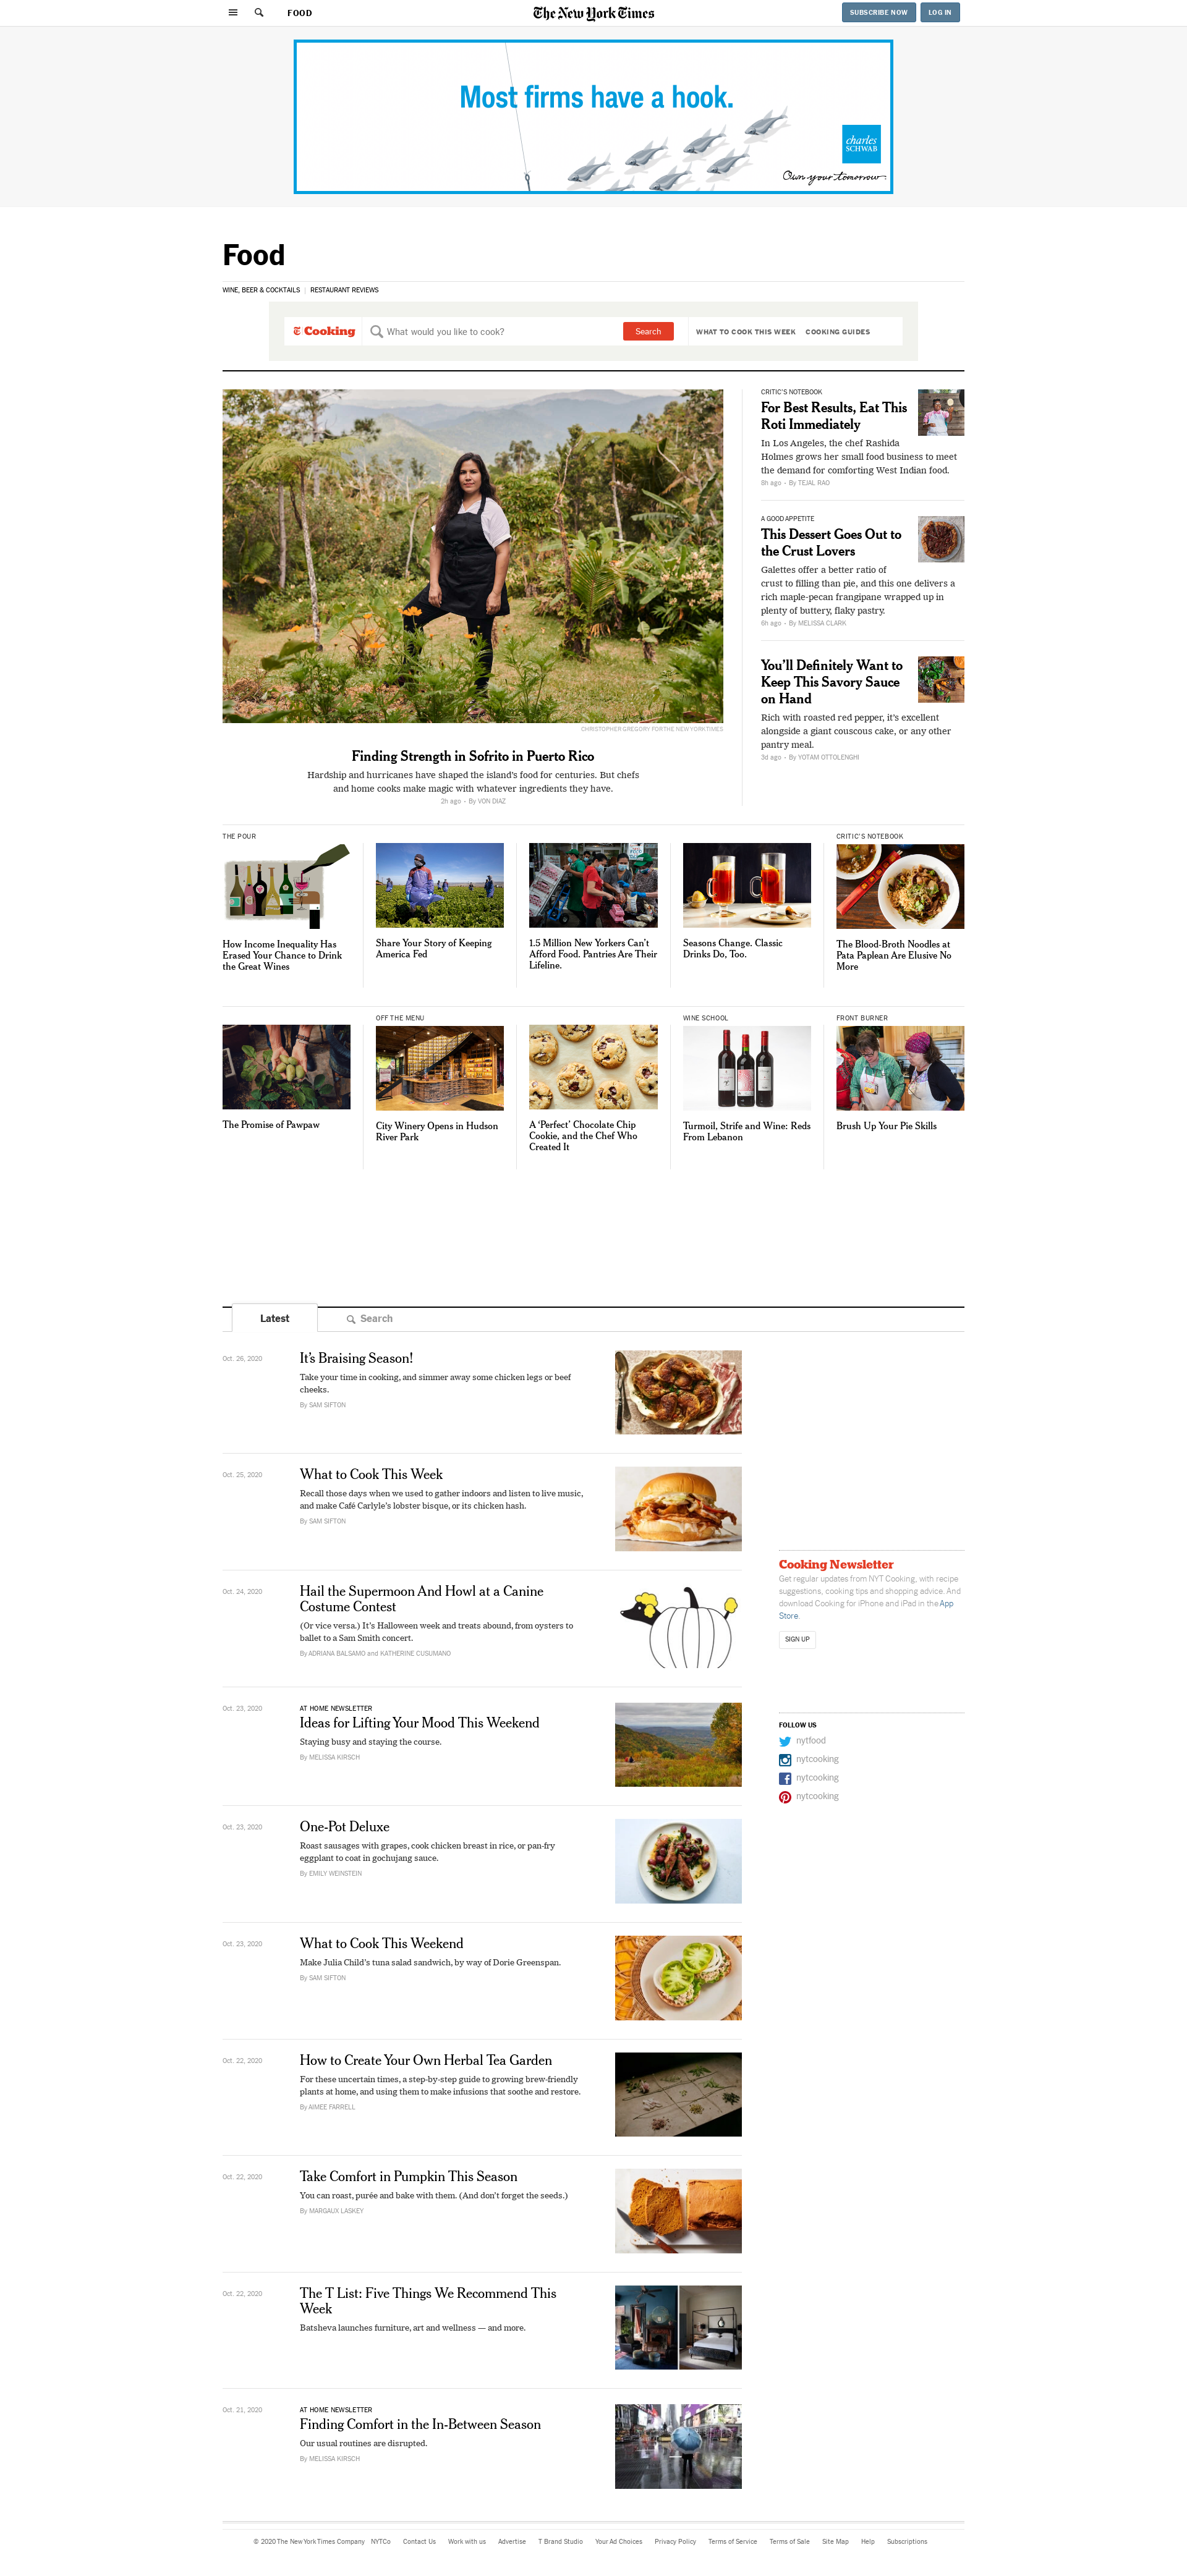 FOOD
The New York Times
SUBSCRIBE NOW
LOG IN
Most firms have a hook.
charles
SCHWAB
Own your tomorrow.
Food
WINE, BEER & COCKTAILS
RESTAURANT REVIEWS
T Cooking
What would you like to cook?
Search
WHAT TO COOK THIS WEEK
COOKING GUIDES
CHRISTOPHER GREGORY FOR THE NEW YORK TIMES
Finding Strength in Sofrito in Puerto Rico
Hardship and hurricanes have shaped the island's food for centuries. But chefs
and home cooks make magic with whatever ingredients they have.
2h ago - By VON DIAZ
CRITIC'S NOTEBOOK
For Best Results, Eat This
Roti Immediately
In Los Angeles, the chef Rashida
Holmes grows her small food business to meet
the demand for comforting West Indian food.
8h ago - By TEJAL RAO
A GOOD APPETITE
This Dessert Goes Out to
the Crust Lovers
Galettes offer a better ratio of
crust to filling than pie, and this one delivers a
rich maple-pecan frangipane wrapped up in
plenty of buttery, flaky pastry.
6h ago - By MELISSA CLARK
You'll Definitely Want to
Keep This Savory Sauce
on Hand
Rich with roasted red pepper, it's excellent
alongside a giant couscous cake, or any other
pantry meal.
3d ago - By YOTAM OTTOLENGHI
THE POUR
How Income Inequality Has
Erased Your Chance to Drink
the Great Wines
Share Your Story of Keeping
America Fed
1.5 Million New Yorkers Can't
Afford Food. Pantries Are Their
Lifeline.
Seasons Change. Classic
Drinks Do, Too.
CRITIC'S NOTEBOOK
The Blood-Broth Noodles at
Pata Paplean Are Elusive No
More
The Promise of Pawpaw
OFF THE MENU
City Winery Opens in Hudson
River Park
A 'Perfect' Chocolate Chip
Cookie, and the Chef Who
Created It
WINE SCHOOL
Turmoil, Strife and Wine: Reds
From Lebanon
FRONT BURNER
Brush Up Your Pie Skills
Latest
Search
Oct. 26, 2020
It's Braising Season!
Take your time in cooking, and simmer away some chicken legs or beef
cheeks.
By SAM SIFTON
Oct. 25, 2020
What to Cook This Week
Recall those days when we used to gather indoors and listen to live music,
and make Café Carlyle's lobster bisque, or its chicken hash.
By SAM SIFTON
Oct. 24, 2020
Hail the Supermoon And Howl at a Canine
Costume Contest
(Or vice versa.) It's Halloween week and treats abound, from oysters to
ballet to a Sam Smith concert.
By ADRIANA BALSAMO and KATHERINE CUSUMANO
Oct. 23, 2020
AT HOME NEWSLETTER
Ideas for Lifting Your Mood This Weekend
Staying busy and staying the course.
By MELISSA KIRSCH
Oct. 23, 2020
One-Pot Deluxe
Roast sausages with grapes, cook chicken breast in rice, or pan-fry
eggplant to coat in gochujang sauce.
By EMILY WEINSTEIN
Oct. 23, 2020
What to Cook This Weekend
Make Julia Child's tuna salad sandwich, by way of Dorie Greenspan.
By SAM SIFTON
Oct. 22, 2020
How to Create Your Own Herbal Tea Garden
For these uncertain times, a step-by-step guide to growing brew-friendly
plants at home, and using them to make infusions that soothe and restore.
By AIMEE FARRELL
Oct. 22, 2020
Take Comfort in Pumpkin This Season
You can roast, purée and bake with them. (And don't forget the seeds.)
By MARGAUX LASKEY
Oct. 22, 2020
The T List: Five Things We Recommend This
Week
Batsheva launches furniture, art and wellness — and more.
Oct. 21, 2020
AT HOME NEWSLETTER
Finding Comfort in the In-Between Season
Our usual routines are disrupted.
By MELISSA KIRSCH
Cooking Newsletter
Get regular updates from NYT Cooking, with recipe
suggestions, cooking tips and shopping advice. And
download Cooking for iPhone and iPad in the App
Store.
SIGN UP
FOLLOW US
nytfood
nytcooking
nytcooking
nytcooking
© 2020 The New York Times Company
NYTCo
Contact Us
Work with us
Advertise
T Brand Studio
Your Ad Choices
Privacy Policy
Terms of Service
Terms of Sale
Site Map
Help
Subscriptions